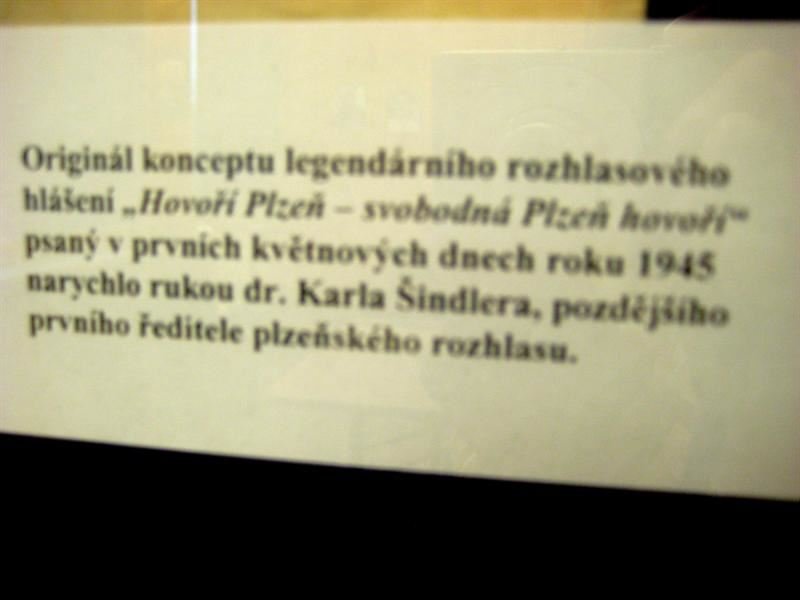 Originál konceptu legendárního rozhlasového
hlášení „Hovoří Plzeň – svobodná Plzeň hovoří“
psaný v prvních květnových dnech roku 1945
narychlo rukou dr. Karla Šindlera, pozdějšího
prvního ředitele plzeňského rozhlasu.